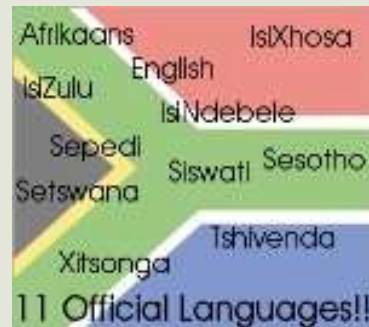 Afrikaans
IsiXhosa
English
IsiZulu
IsiNdebele
Sepedi
Siswati
Sesotho
Setswana
Tshivenda
Xitsonga
11 Official Languages!!